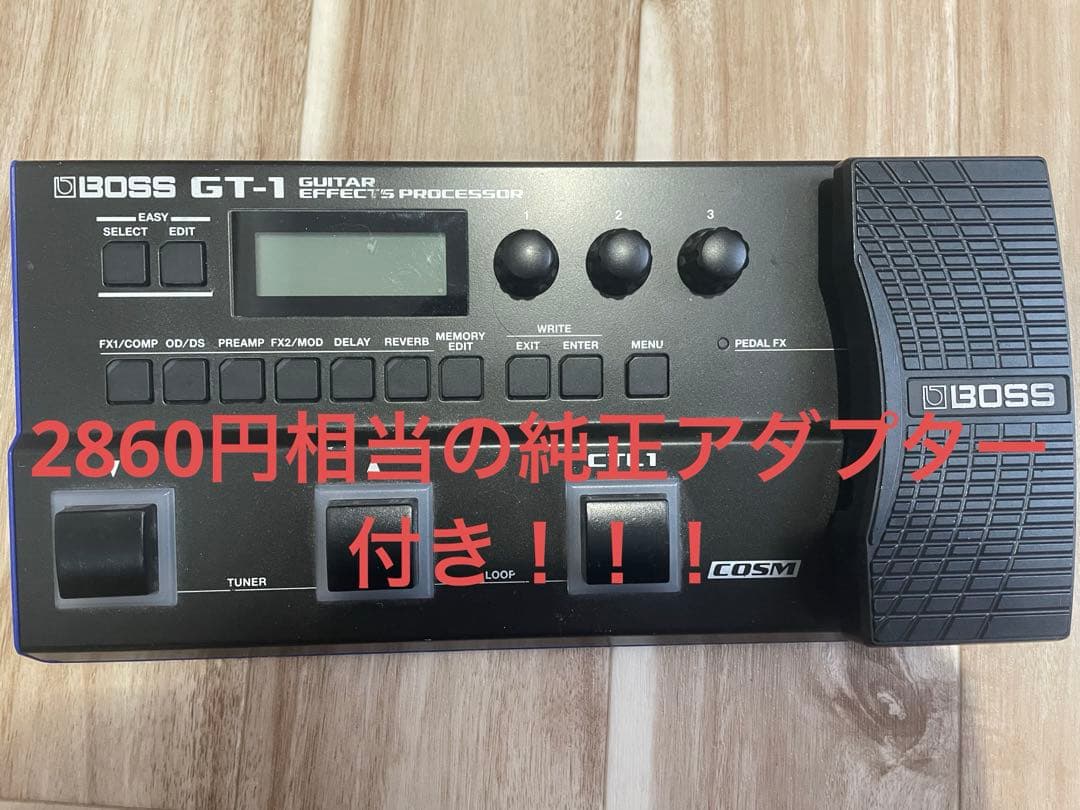 BOSS GT-1 GUITAR EFFECTS PROCESSOR
EASY
SELECT EDIT
1 2 3
FX1/COMP OD/DS PREAMP FX2/MOD DELAY REVERB MEMORY EDIT
WRITE
EXIT ENTER MENU
PEDAL FX
BOSS
2860円相当の純正アダプター
付き！！！
CTL1
TUNER
LOOP
COSM